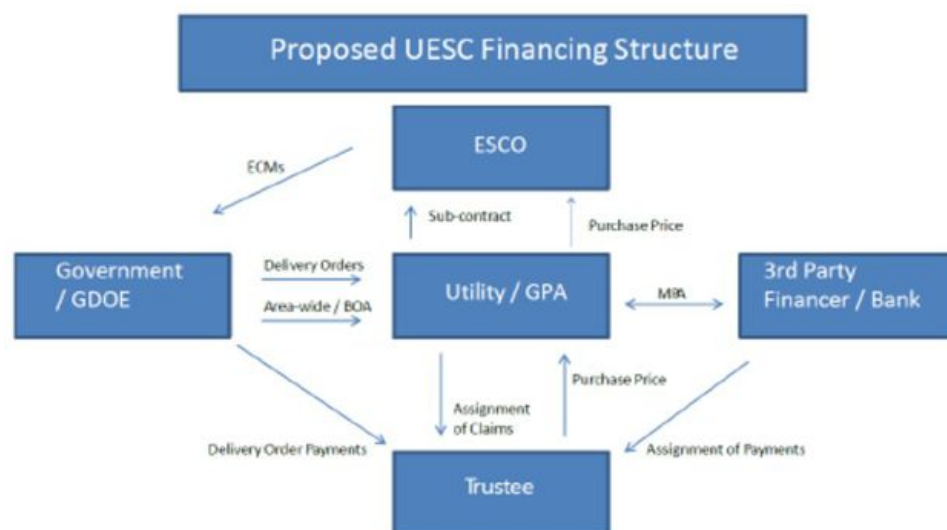 Proposed UESC Financing Structure
ESCO
ECMs
Sub-contract
Purchase Price
Government
/ GDOE
Delivery Orders
Area-wide / BOA
Utility / GPA
MPA
3rd Party
Financer / Bank
Purchase Price
Assignment
of Claims
Delivery Order Payments
Assignment of Payments
Trustee